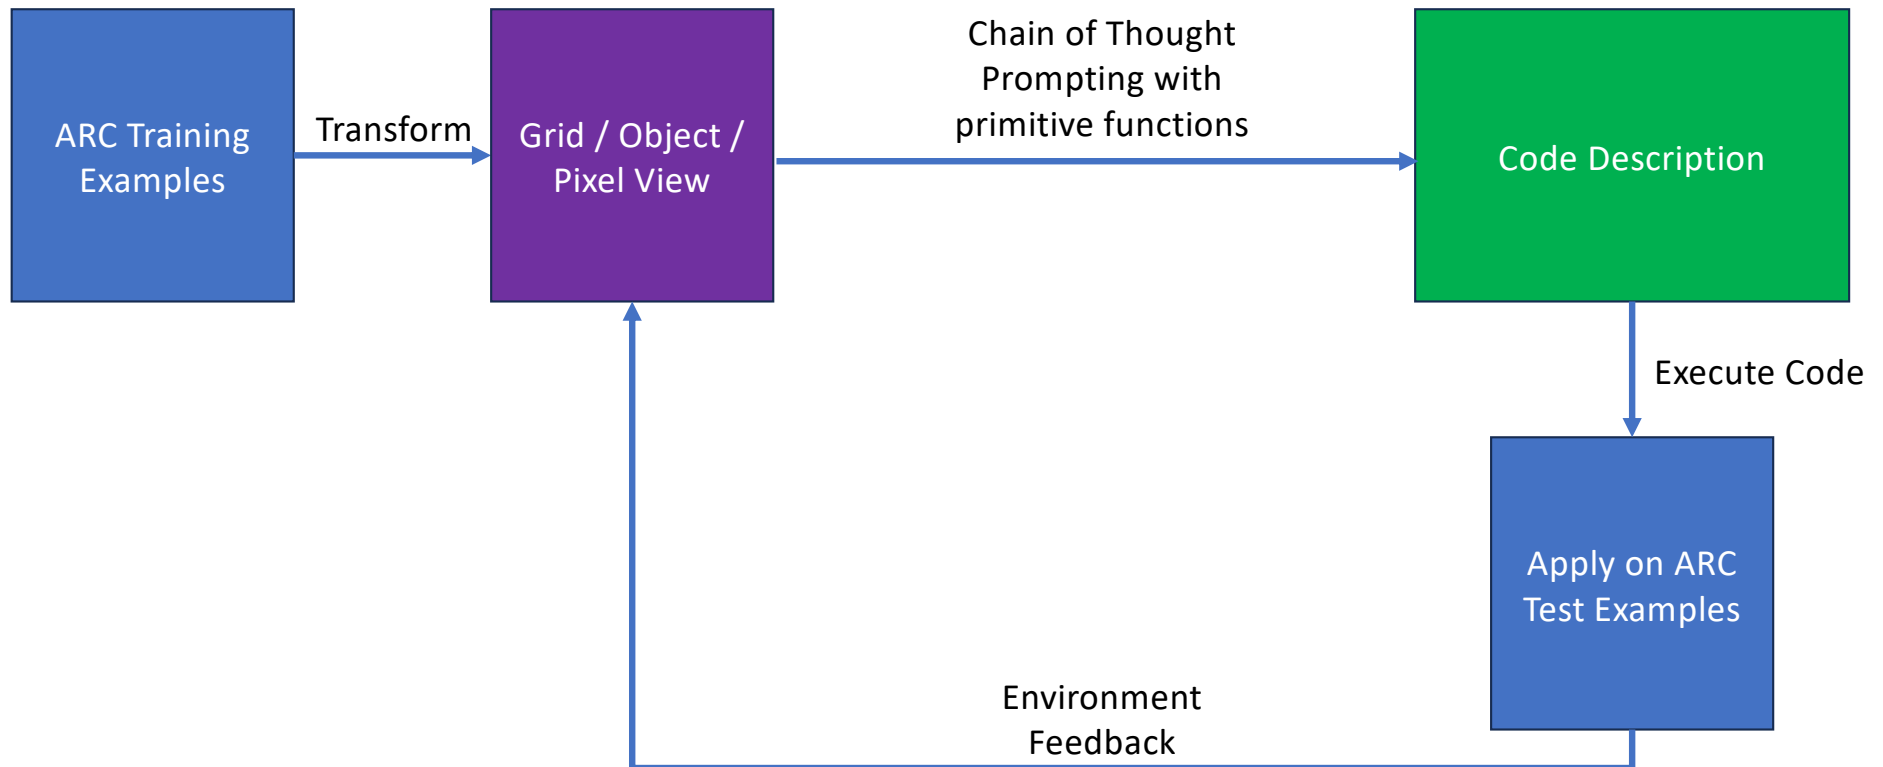 ARC Training
Examples
Transform
Grid / Object /
Pixel View
Chain of Thought
Prompting with
primitive functions
Code Description
Execute Code
Apply on ARC
Test Examples
Environment
Feedback